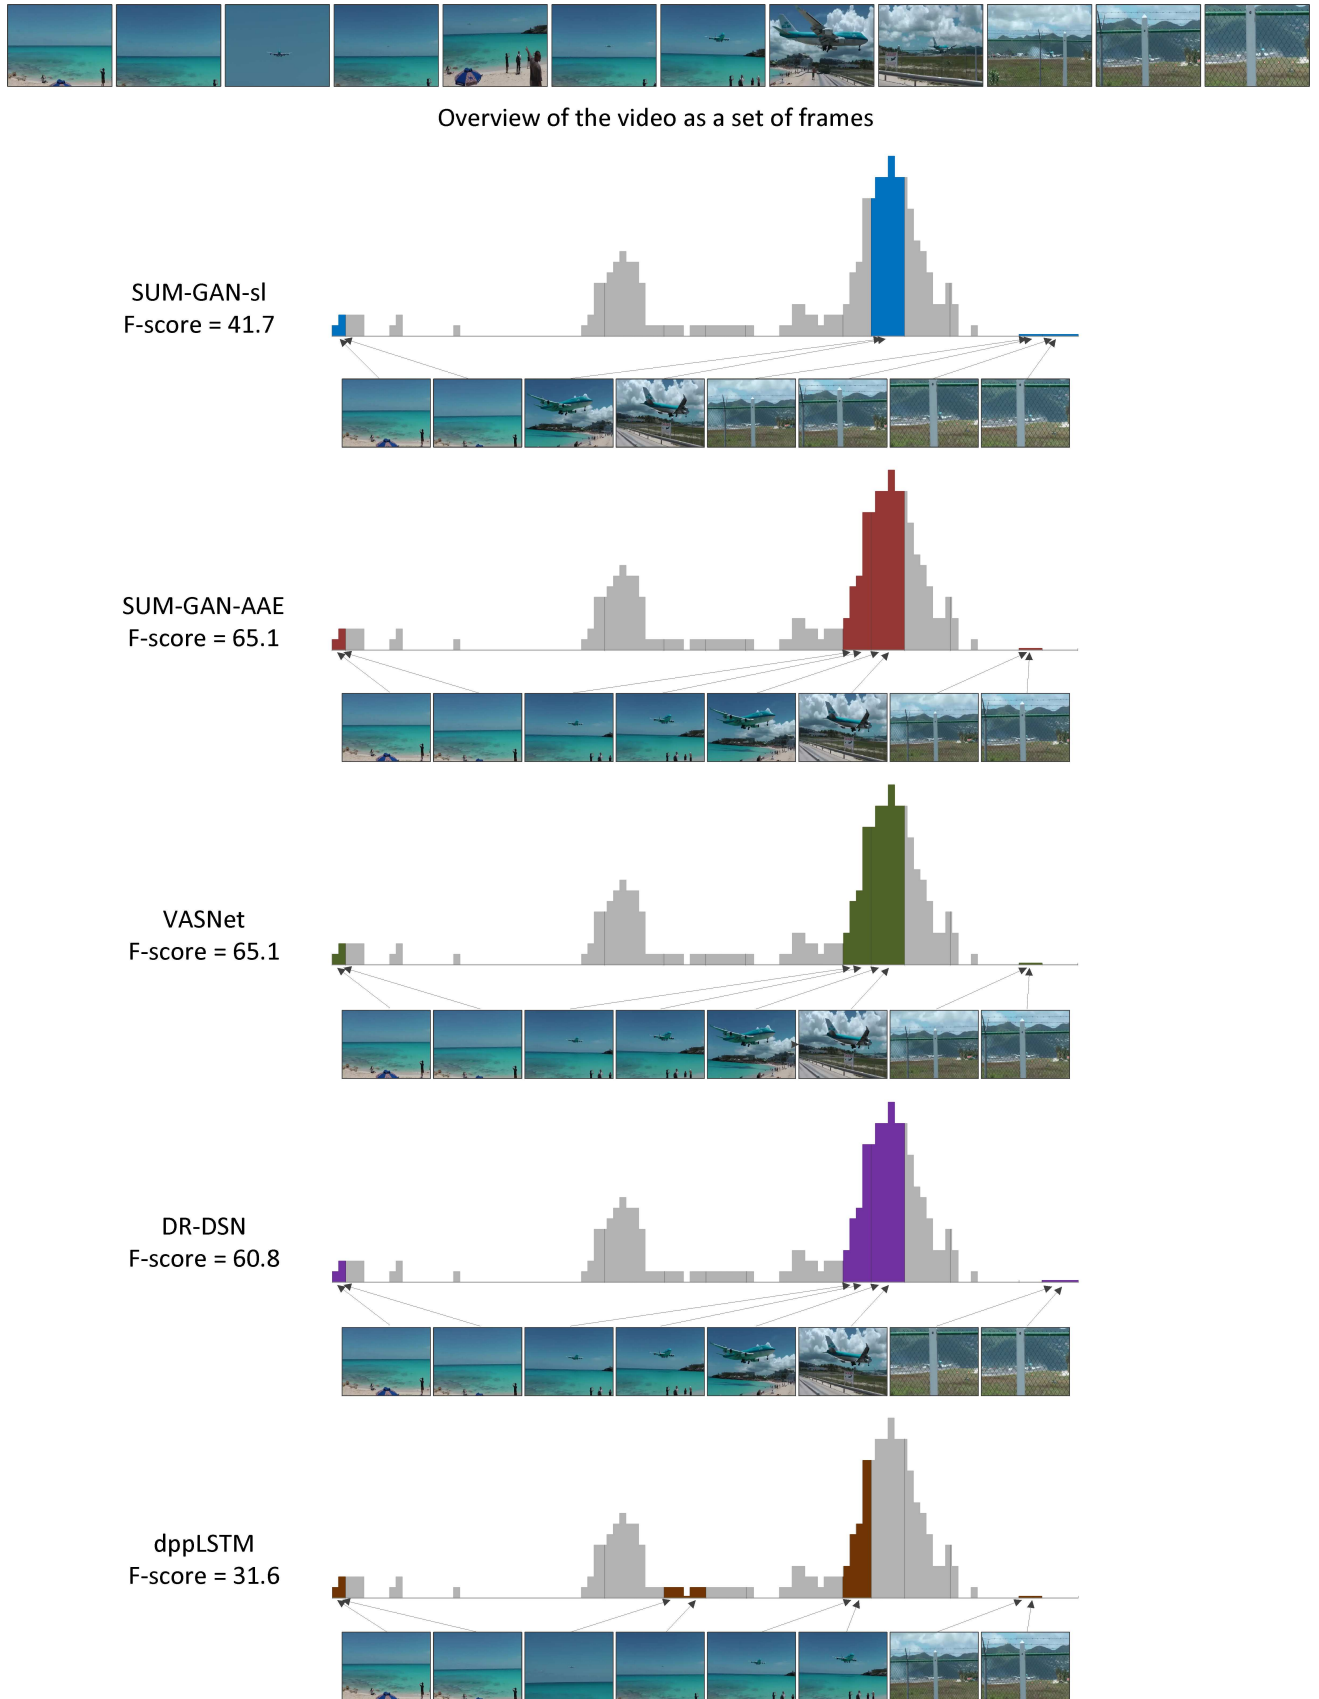 Overview of the video as a set of frames
SUM-GAN-sl
F-score = 41.7
SUM-GAN-AAE
F-score = 65.1
VASNet
F-score = 65.1
DR-DSN
F-score = 60.8
dppLSTM
F-score = 31.6